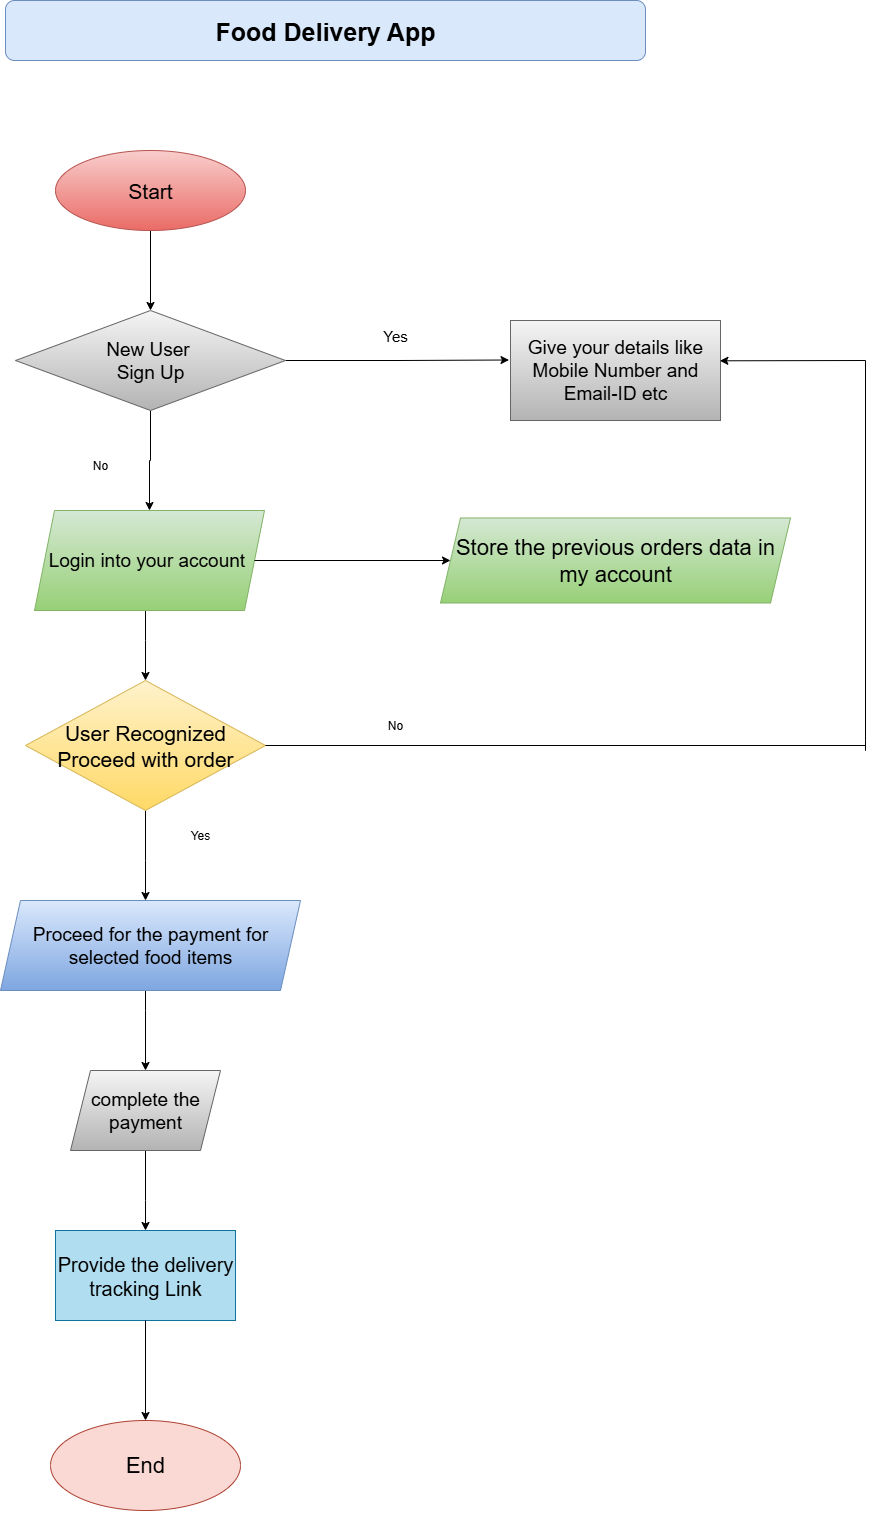 Food Delivery App
Start
New User
Sign Up
Yes
Give your details like
Mobile Number and
Email-ID etc
No
Login into your account
Store the previous orders data in
my account
User Recognized
Proceed with order
No
Yes
Proceed for the payment for
selected food items
complete the
payment
Provide the delivery
tracking Link
End